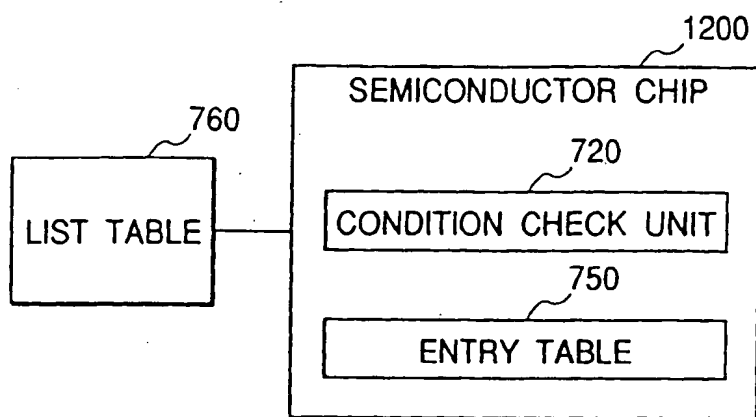 1200
SEMICONDUCTOR CHIP
760
LIST TABLE
720
CONDITION CHECK UNIT
750
ENTRY TABLE